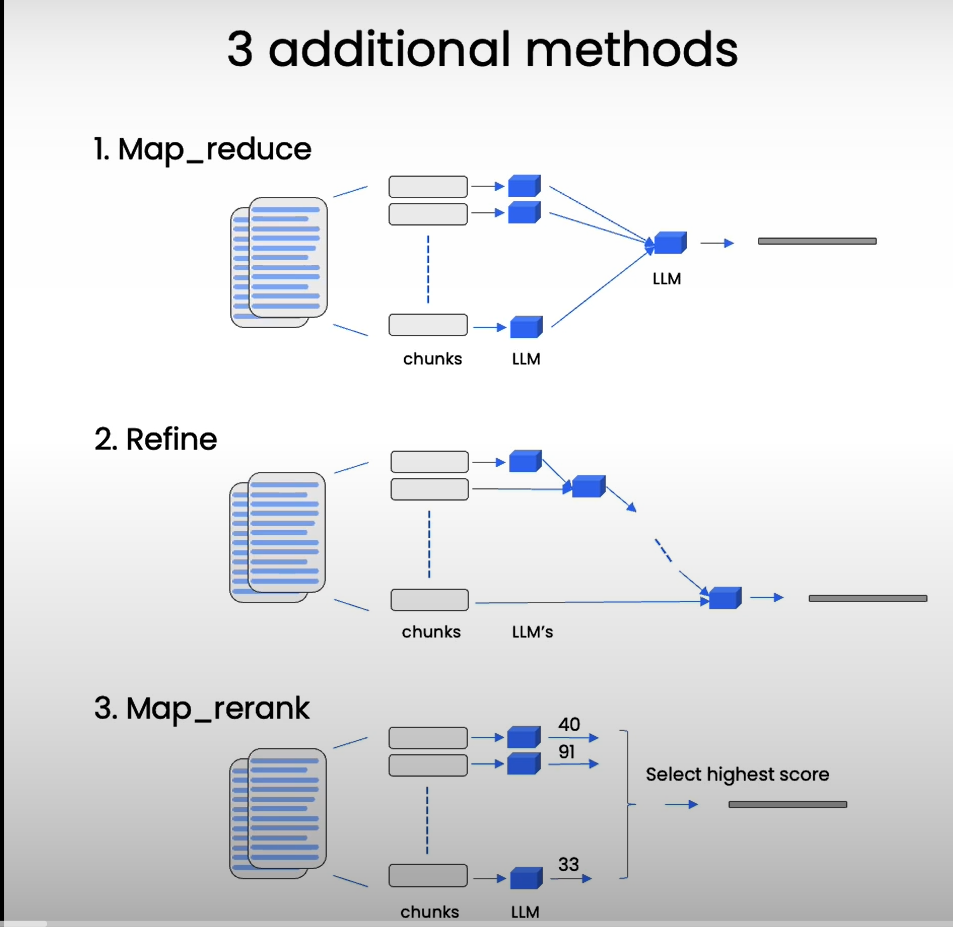 3 additional methods
1. Map_reduce
LLM
chunks
LLM
2. Refine
chunks
LLM's
3. Map_rerank
40
91
Select highest score
33
chunks
LLM